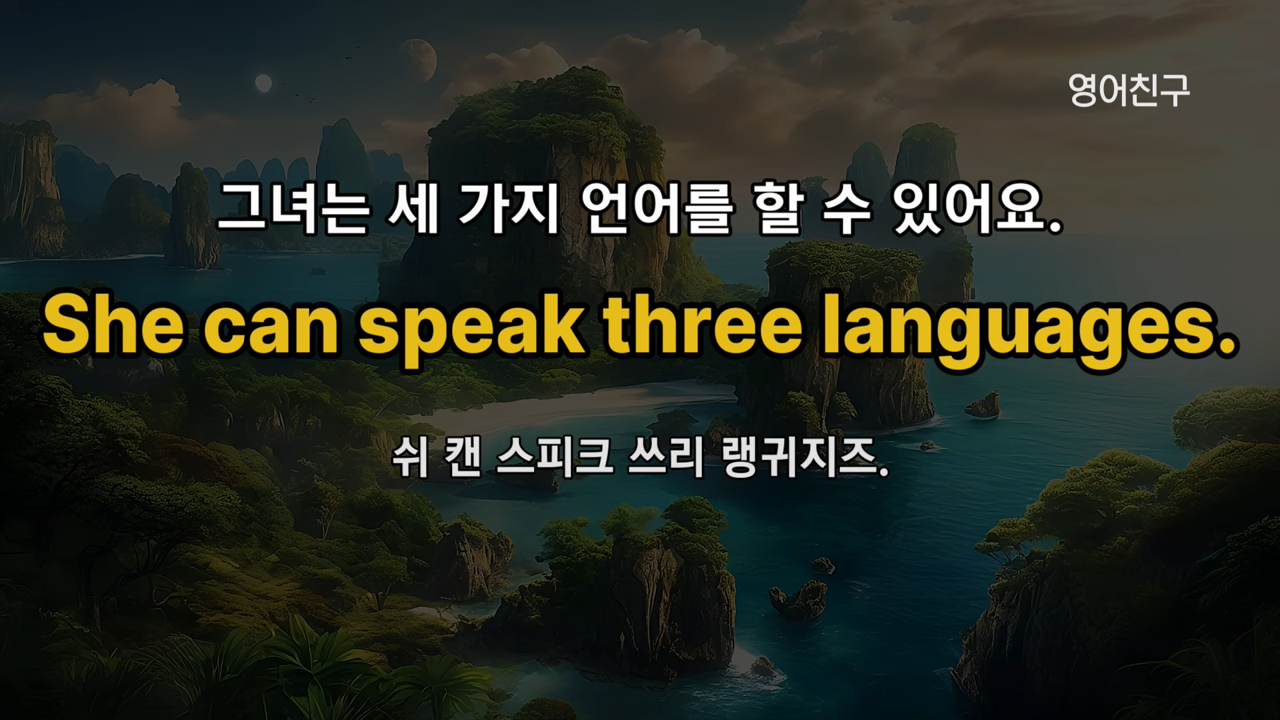 영어친구
그녀는 세 가지 언어를 할 수 있어요.
She can speak three languages.
쉬 캔 스피크 쓰리 랭귀지즈.